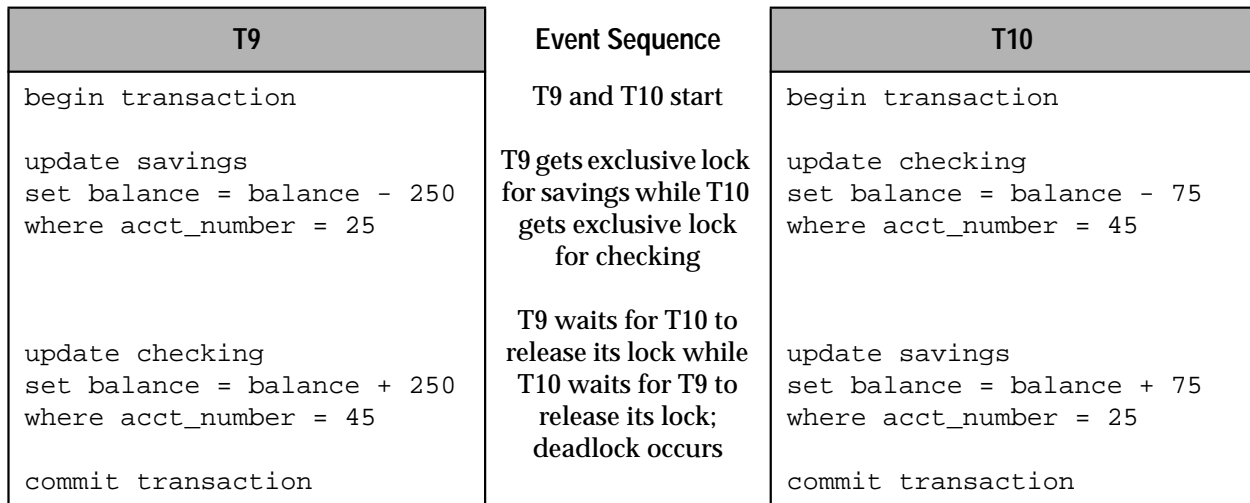 T9
begin transaction
update savings
set balance = balance - 250
where acct_number = 25
update checking
set balance = balance + 250
where acct_number = 45
commit transaction
Event Sequence
T9 and T10 start
T9 gets exclusive lock
for savings while T10
gets exclusive lock
for checking
T9 waits for T10 to
release its lock while
T10 waits for T9 to
release its lock;
deadlock occurs
T10
begin transaction
update checking
set balance = balance - 75
where acct_number = 45
update savings
set balance = balance + 75
where acct_number = 25
commit transaction